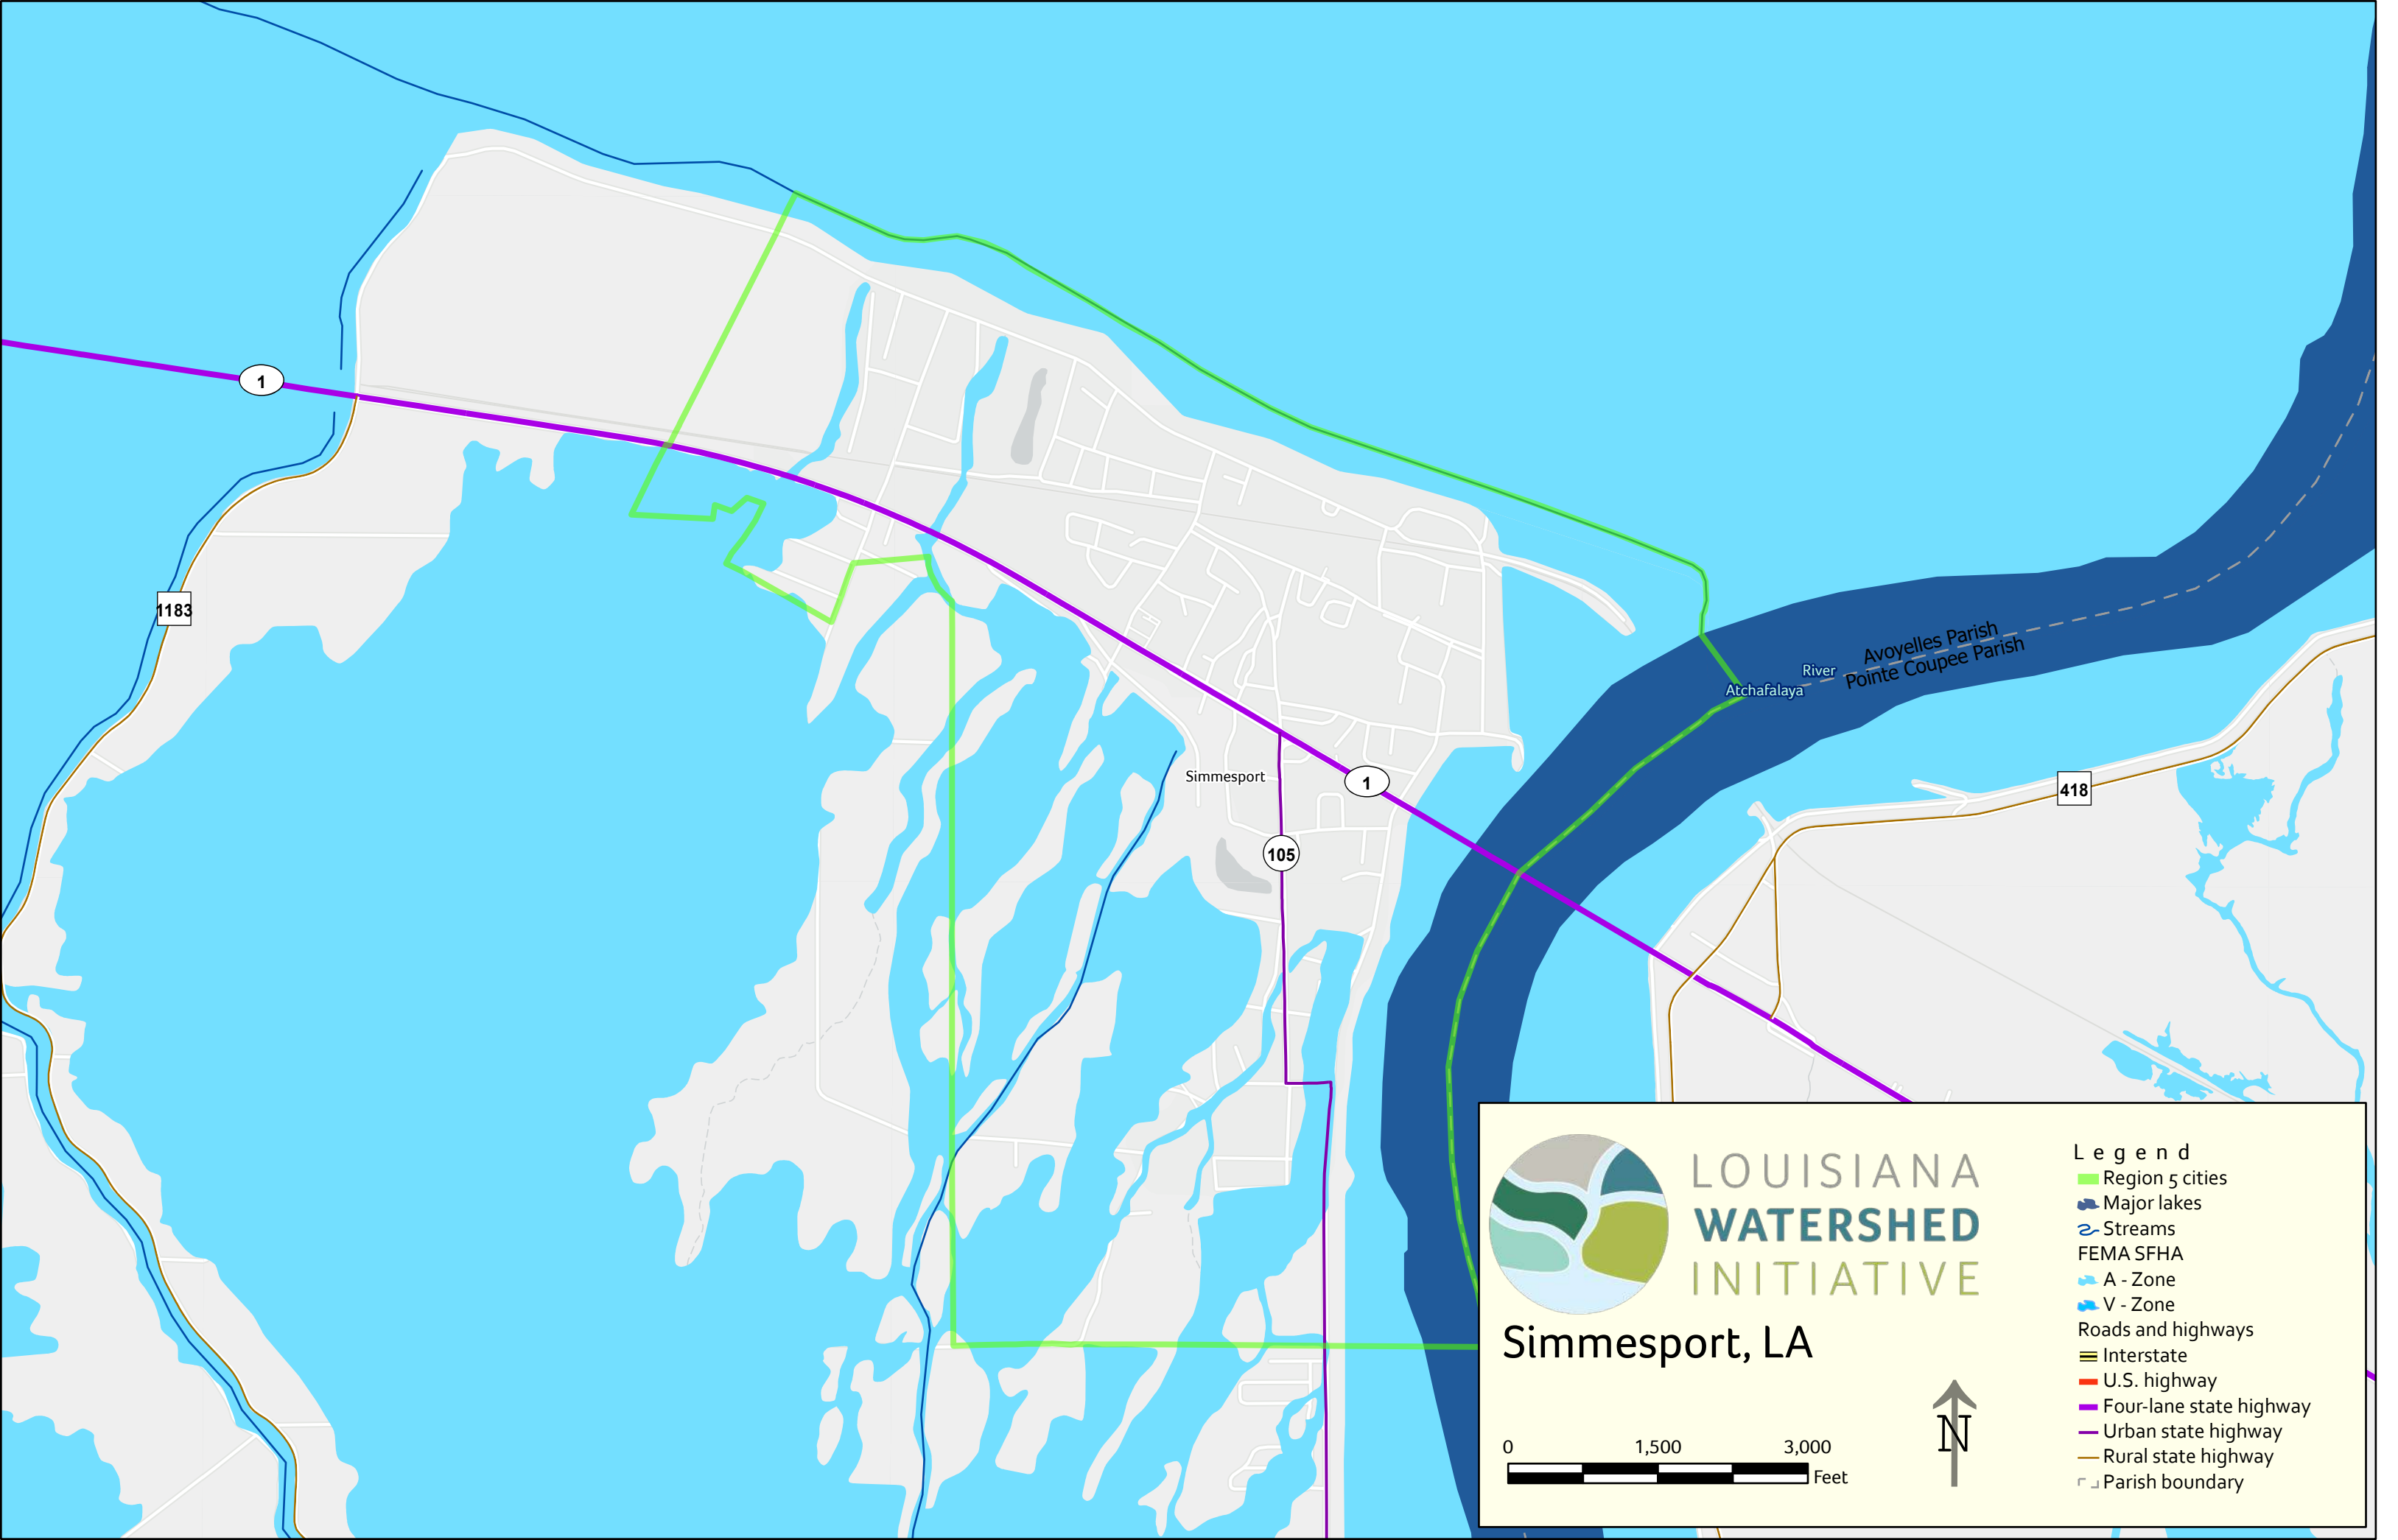 1
1183
Avoyelles Parish
Pointe Coupee Parish
River
Atchafalaya
Simmesport
1
418
105
LOUISIANA
WATERSHED
INITIATIVE
Simmesport, LA
0 1,500 3,000
Feet
N
Legend
Region 5 cities
Major lakes
Streams
FEMA SFHA
A - Zone
V - Zone
Roads and highways
Interstate
U.S. highway
Four-lane state highway
Urban state highway
Rural state highway
Parish boundary